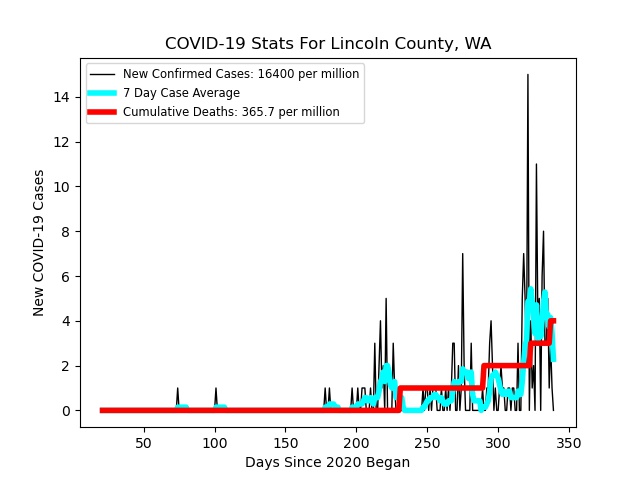 COVID-19 Stats For Lincoln County, WA
New Confirmed Cases: 16400 per million
7 Day Case Average
Cumulative Deaths: 365.7 per million
New COVID-19 Cases
14
12
10
8
6
4
2
0
50 100 150 200 250 300 350
Days Since 2020 Began